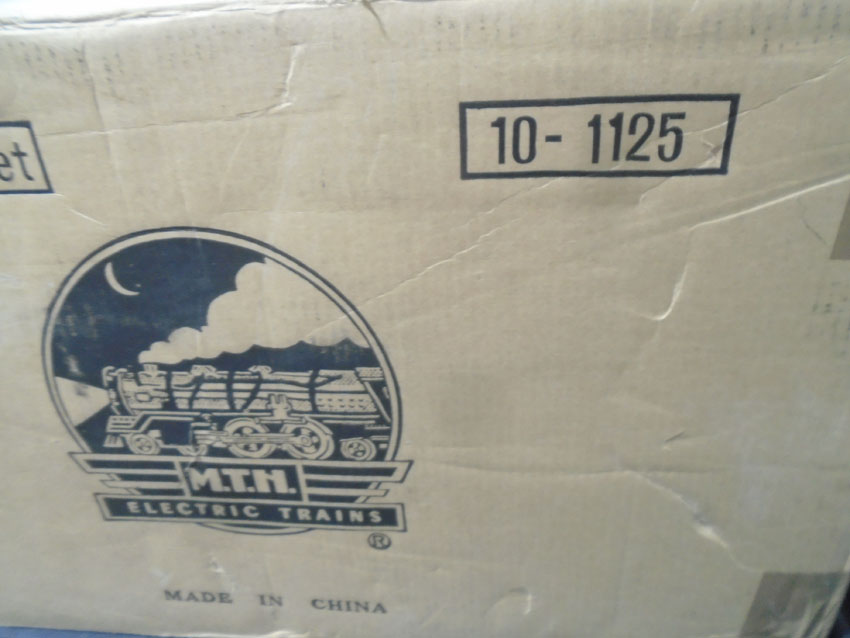 et
10-1125
M.T.H.
ELECTRIC TRAINS
®
MADE IN CHINA